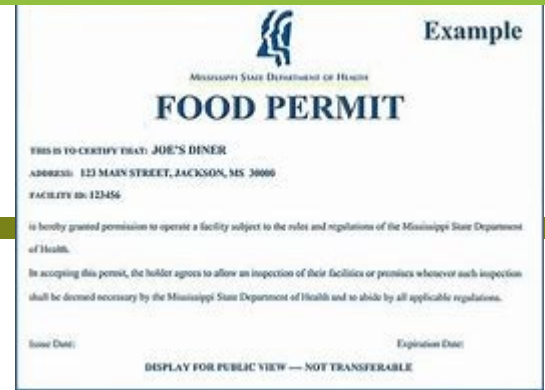 Example
MISSISSIPPI STATE DEPARTMENT OF HEALTH
FOOD PERMIT
THIS IS TO CERTIFY THAT: JOE'S DINER
ADDRESS: 123 MAIN STREET, JACKSON, MS 30000
FACILITY ID: 123456
is hereby granted permission to operate a facility subject to the rules and regulations of the Mississippi State Department
of Health.
In accepting this permit, the holder agrees to allow an inspection of their facilities or premises whenever such inspection
shall be deemed necessary by the Mississippi State Department of Health and to abide by all applicable regulations.
Issue Date: Expiration Date:
DISPLAY FOR PUBLIC VIEW — NOT TRANSFERABLE